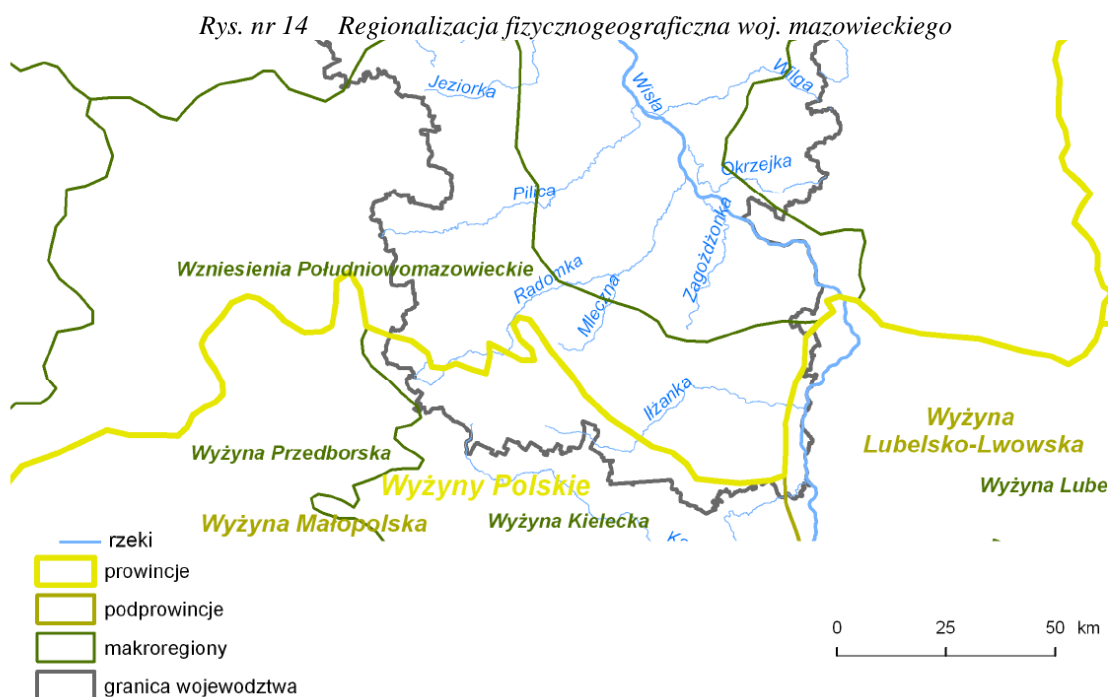 Rys. nr 14 Regionalizacja fizycznogeograficzna woj. mazowieckiego
Jeziorka
Wisła
Wilga
Okrzejka
Pilica
Zagożdżonka
Wzniesienia Południowomazowieckie
Radomka
Mleczna
Iłżanka
Wyżyna
Lubelsko-Lwowska
Wyżyna Przedborska
Wyżyny Polskie
Wyżyna Lube
Wyżyna Małopolska
Wyżyna Kielecka
rzeki
prowincje
podprowincje
makroregiony
granica wojewodztwa
0 25 50 km